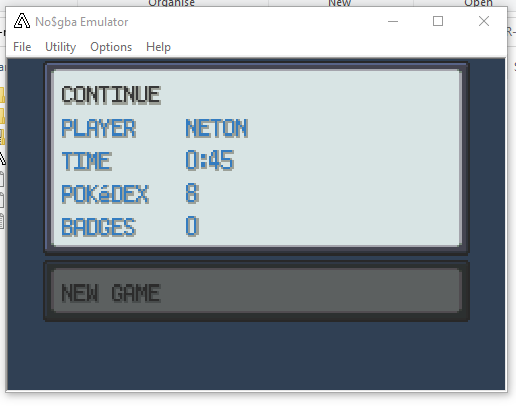 Organise
New
Open
No$gba Emulator
File Utility Options Help
CONTINUE
PLAYER NETON
TIME 0:45
POKéDEX 8
BADGES 0
NEW GAME